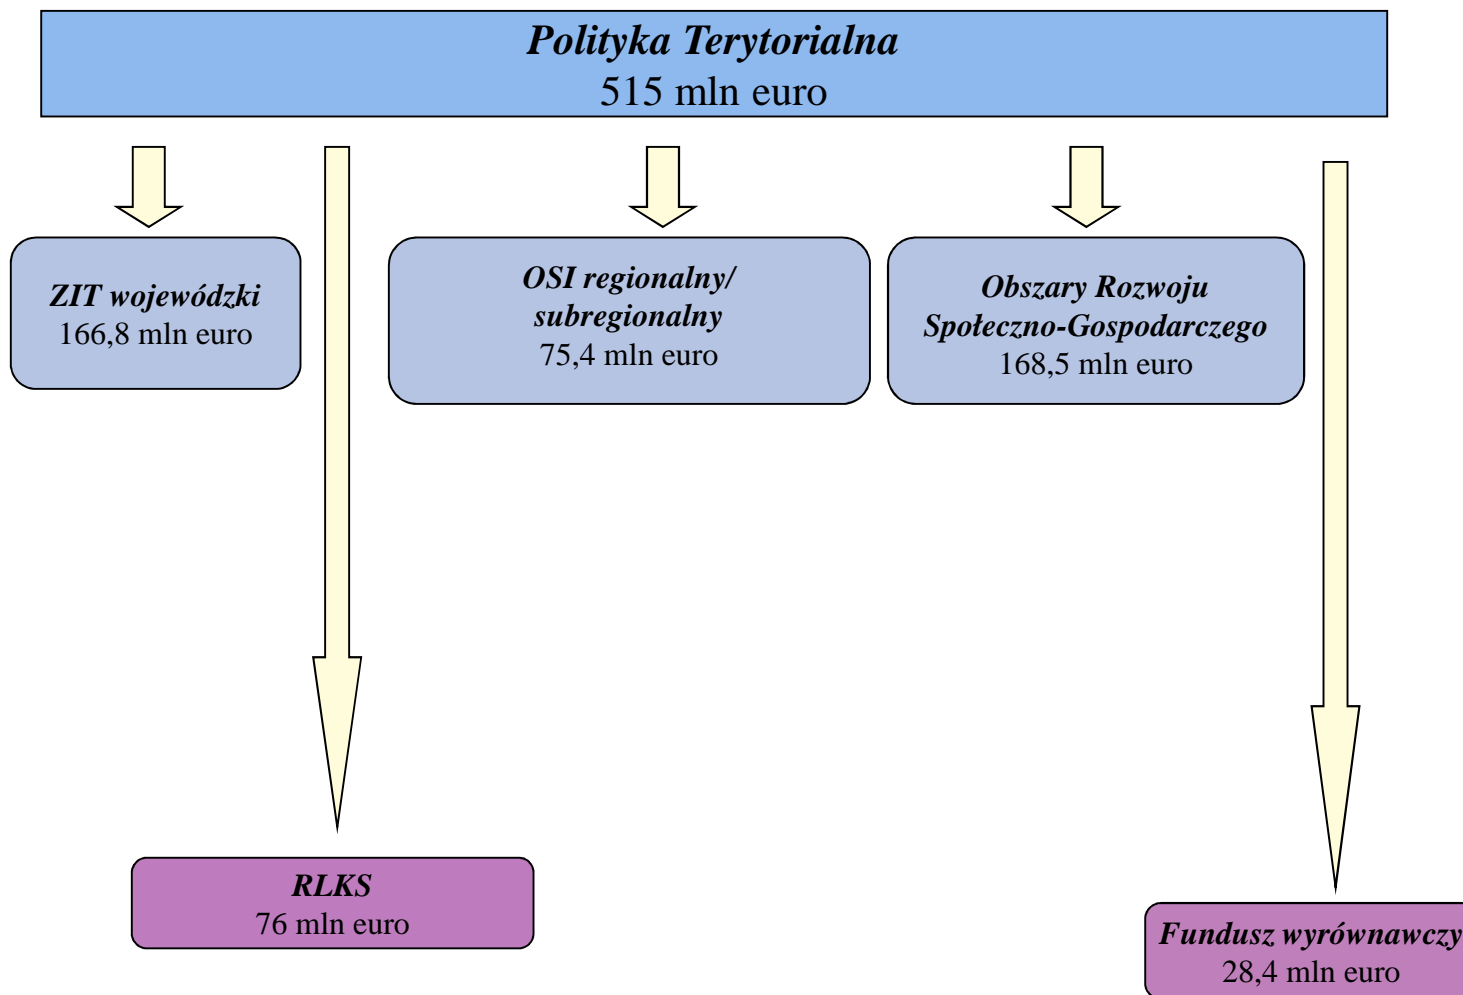 Polityka Terytorialna
515 mln euro
ZIT wojewódzki
166,8 mln euro
OSI regionalny/
subregionalny
75,4 mln euro
Obszary Rozwoju
Społeczno-Gospodarczego
168,5 mln euro
RLKS
76 mln euro
Fundusz wyrównawczy
28,4 mln euro